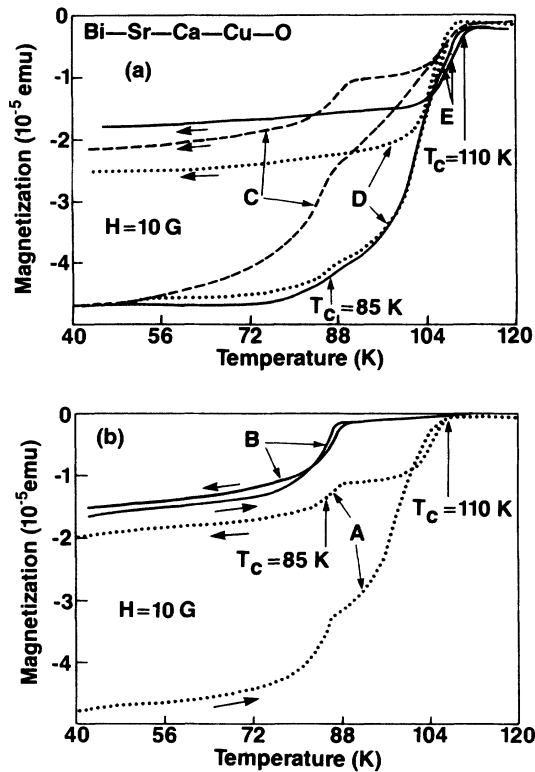 0
Bi—Sr—Ca—Cu—O
(a)
-1
E
-2
T_C=110 K
-3
C
D
H=10 G
-4
T_C=85 K
40 56 72 88 104 120
Temperature (K)
Magnetization (10⁻⁵ emu)
0
(b)
B
-1
T_C=110 K
-2
T_C=85 K
A
-3
H=10 G
-4
40 56 72 88 104 120
Temperature (K)
Magnetization (10⁻⁵emu)